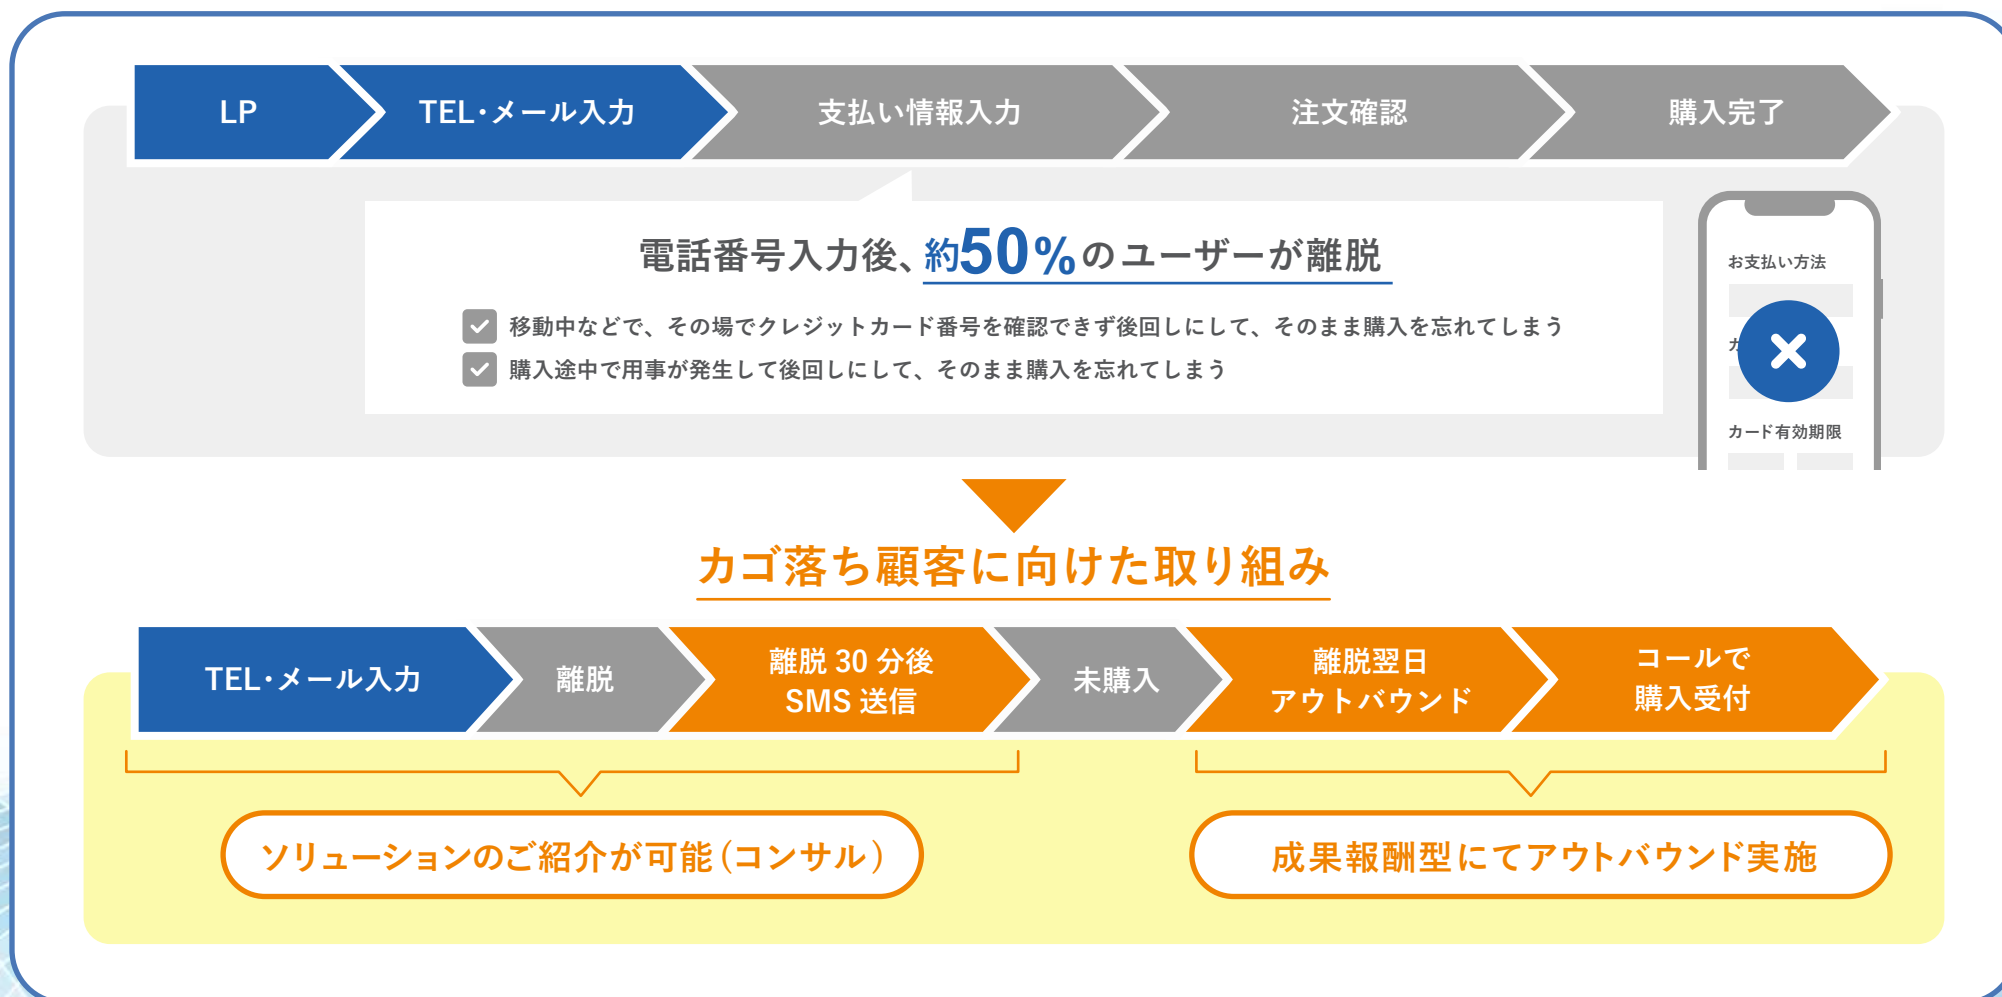 LP
TEL・メール入力
支払い情報入力
注文確認
購入完了
電話番号入力後、約50%のユーザーが離脱
移動中などで、その場でクレジットカード番号を確認できず後回しにして、そのまま購入を忘れてしまう
購入途中で用事が発生して後回しにして、そのまま購入を忘れてしまう
お支払い方法
カード有効期限
カゴ落ち顧客に向けた取り組み
TEL・メール入力
離脱
離脱 30 分後
SMS 送信
未購入
離脱翌日
アウトバウンド
コールで
購入受付
ソリューションのご紹介が可能(コンサル)
成果報酬型にてアウトバウンド実施